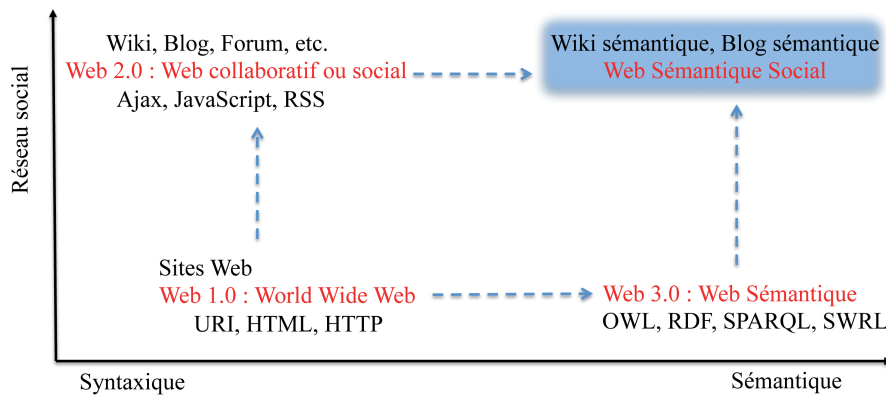 Réseau social
Wiki, Blog, Forum, etc.
Web 2.0 : Web collaboratif ou social
Ajax, JavaScript, RSS
Wiki sémantique, Blog sémantique
Web Sémantique Social
Sites Web
Web 1.0 : World Wide Web
URI, HTML, HTTP
Web 3.0 : Web Sémantique
OWL, RDF, SPARQL, SWRL
Syntaxique
Sémantique